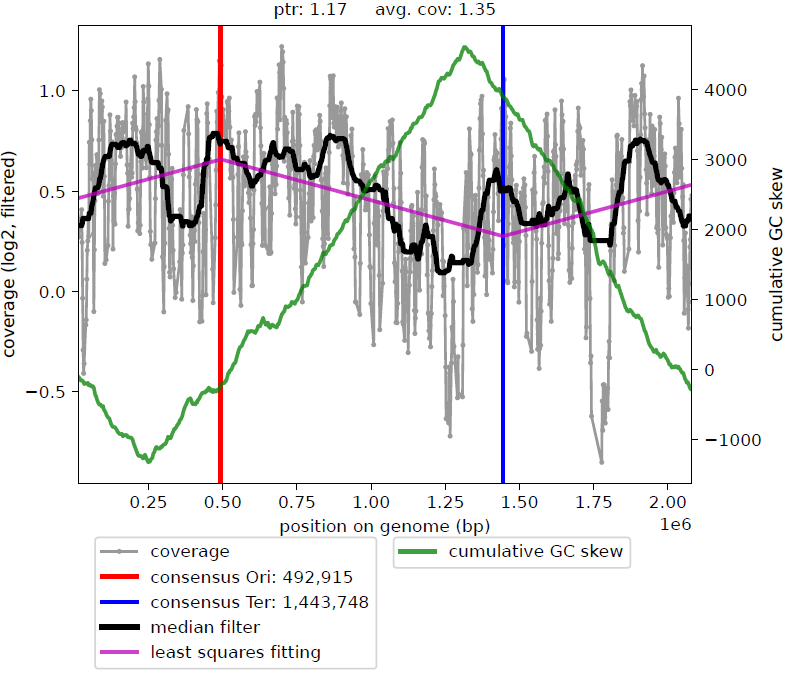 ptr: 1.17 avg. cov: 1.35
coverage (log2, filtered)
1.0
0.5
0.0
−0.5
cumulative GC skew
4000
3000
2000
1000
0
−1000
0.25 0.50 0.75 1.00 1.25 1.50 1.75 2.00
position on genome (bp)
1e6
coverage
consensus Ori: 492,915
consensus Ter: 1,443,748
median filter
least squares fitting
cumulative GC skew